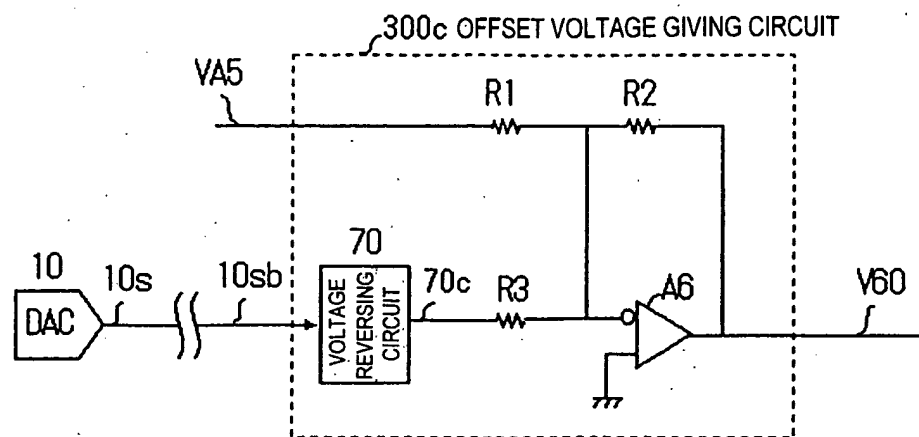 300c OFFSET VOLTAGE GIVING CIRCUIT
VA5
R1
R2
10
10s
10sb
70
70c
R3
A6
V60
DAC
VOLTAGE
REVERSING
CIRCUIT